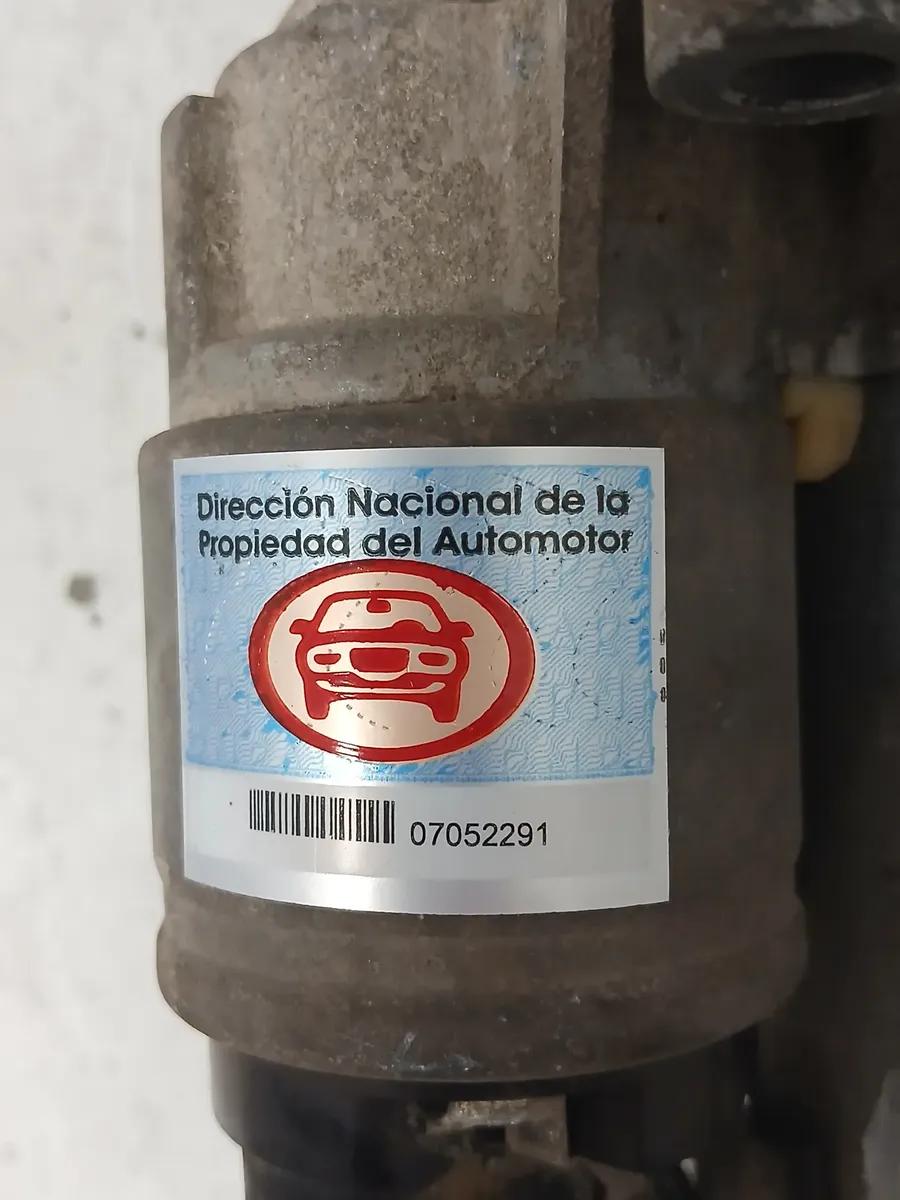 Dirección Nacional de la
Propiedad del Automotor
07052291